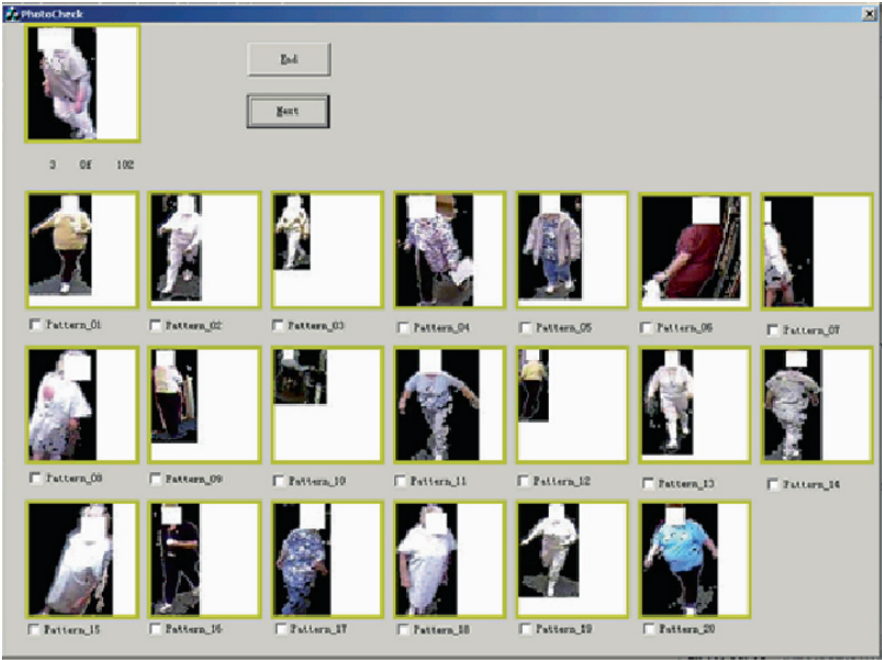 PhotoCheck
End
Next
3 Of 102
Pattern_01 Pattern_02 Pattern_03 Pattern_04 Pattern_05 Pattern_06 Pattern_07
Pattern_08 Pattern_09 Pattern_10 Pattern_11 Pattern_12 Pattern_13 Pattern_14
Pattern_15 Pattern_16 Pattern_17 Pattern_18 Pattern_19 Pattern_20